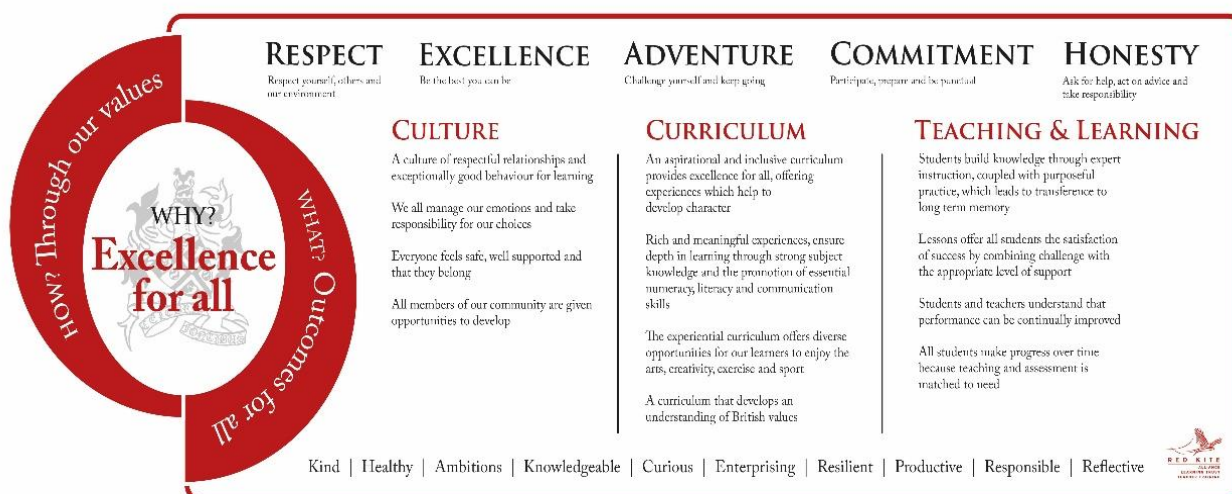 HOW? Through our values
WHY?
Excellence
for all
WHAT? Outcomes for all
RESPECT
Respect yourself, others and
our environment
EXCELLENCE
Be the best you can be
ADVENTURE
Challenge yourself and keep going
COMMITMENT
Participate, prepare and be punctual
HONESTY
Ask for help, act on advice and
take responsibility
CULTURE
A culture of respectful relationships and
exceptionally good behaviour for learning
We all manage our emotions and take
responsibility for our choices
Everyone feels safe, well supported and
that they belong
All members of our community are given
opportunities to develop
CURRICULUM
An aspirational and inclusive curriculum
provides excellence for all, offering
experiences which help to
develop character
Rich and meaningful experiences, ensure
depth in learning through strong subject
knowledge and the promotion of essential
numeracy, literacy and communication
skills
The experiential curriculum offers diverse
opportunities for our learners to enjoy the
arts, creativity, exercise and sport
A curriculum that develops an
understanding of British values
TEACHING & LEARNING
Students build knowledge through expert
instruction, coupled with purposeful
practice, which leads to transference to
long term memory
Lessons offer all students the satisfaction
of success by combining challenge with
the appropriate level of support
Students and teachers understand that
performance can be continually improved
All students make progress over time
because teaching and assessment is
matched to need
Kind | Healthy | Ambitions | Knowledgeable | Curious | Enterprising | Resilient | Productive | Responsible | Reflective
RED KITE